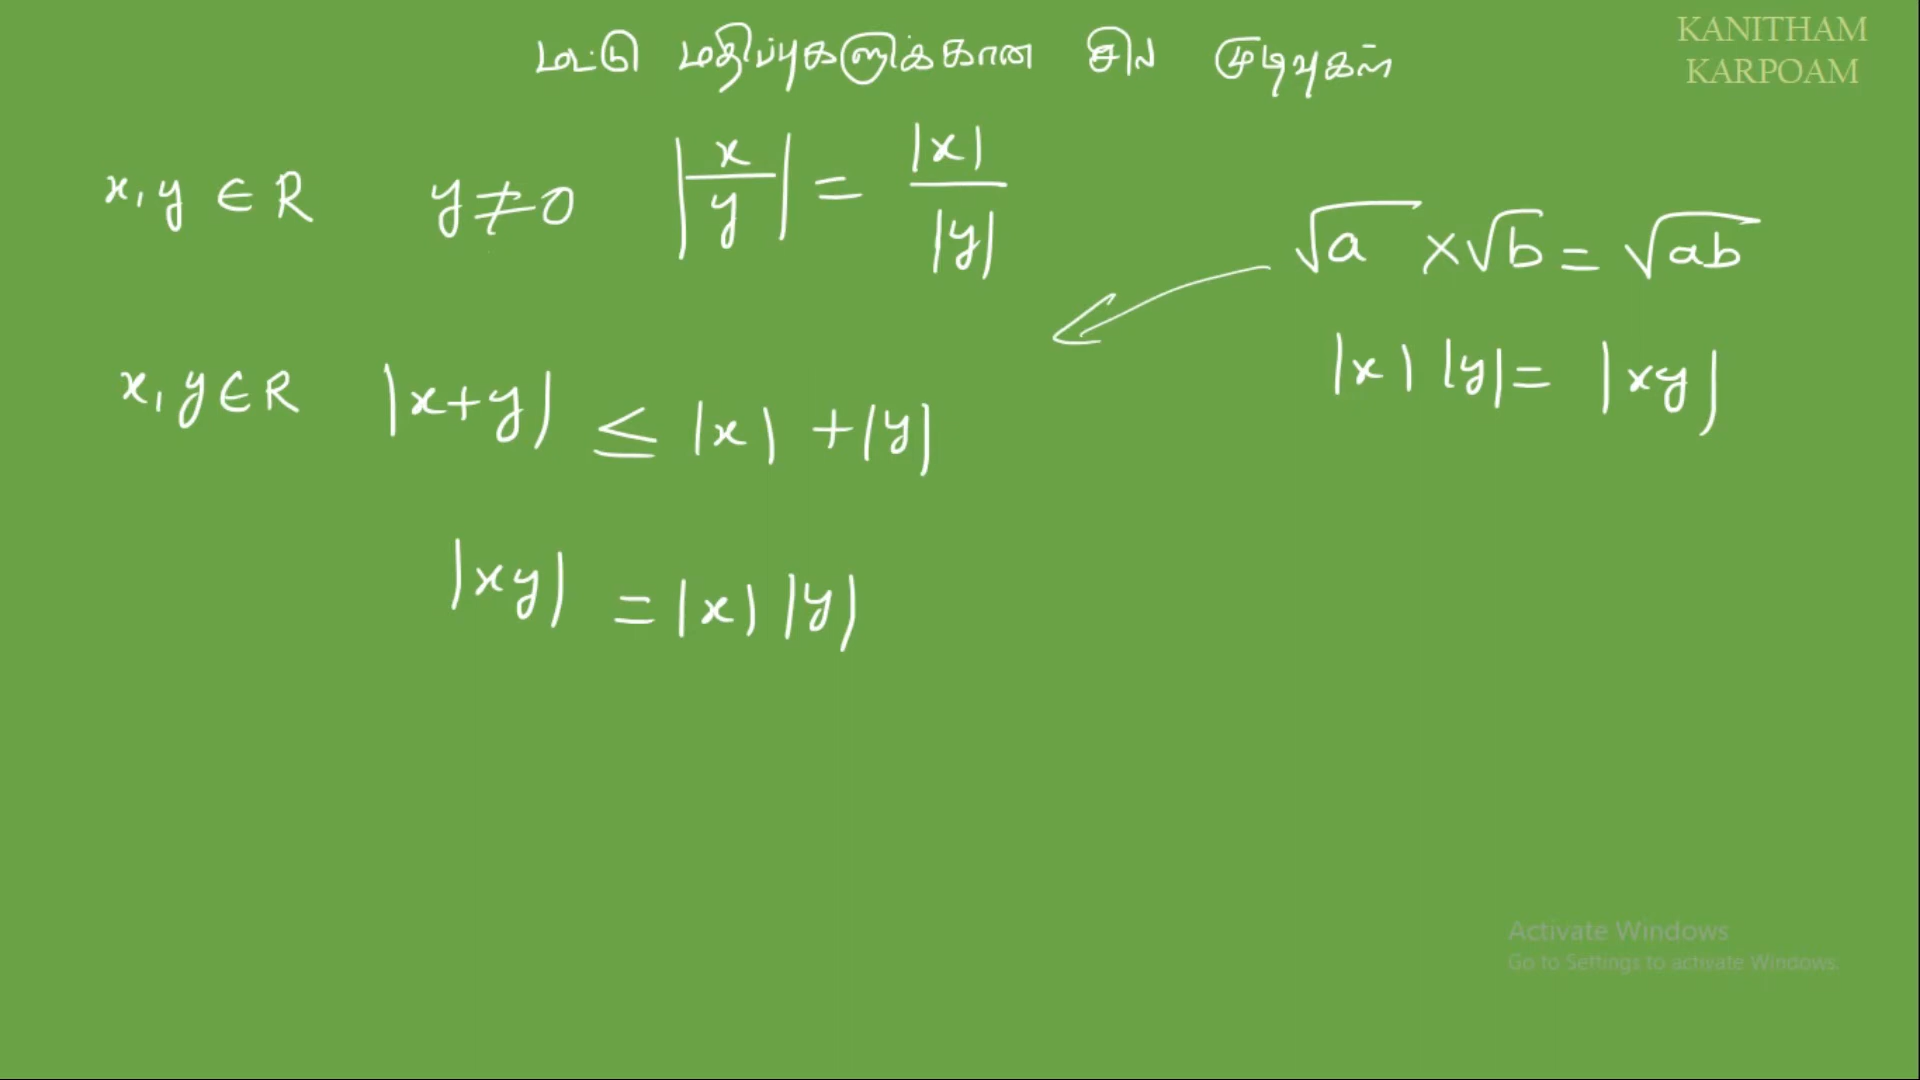 மட்டு மதிப்புகளுக்கான சில முடிவுகள்
KANITHAM
KARPOAM
x, y ∈ R y ≠ 0 |x/y| = |x|/|y|
√a × √b = √ab
|x| |y| = |xy|
x, y ∈ R |x+y| ≤ |x| + |y|
|xy| = |x| |y|
Activate Windows
Go to Settings to activate Windows.